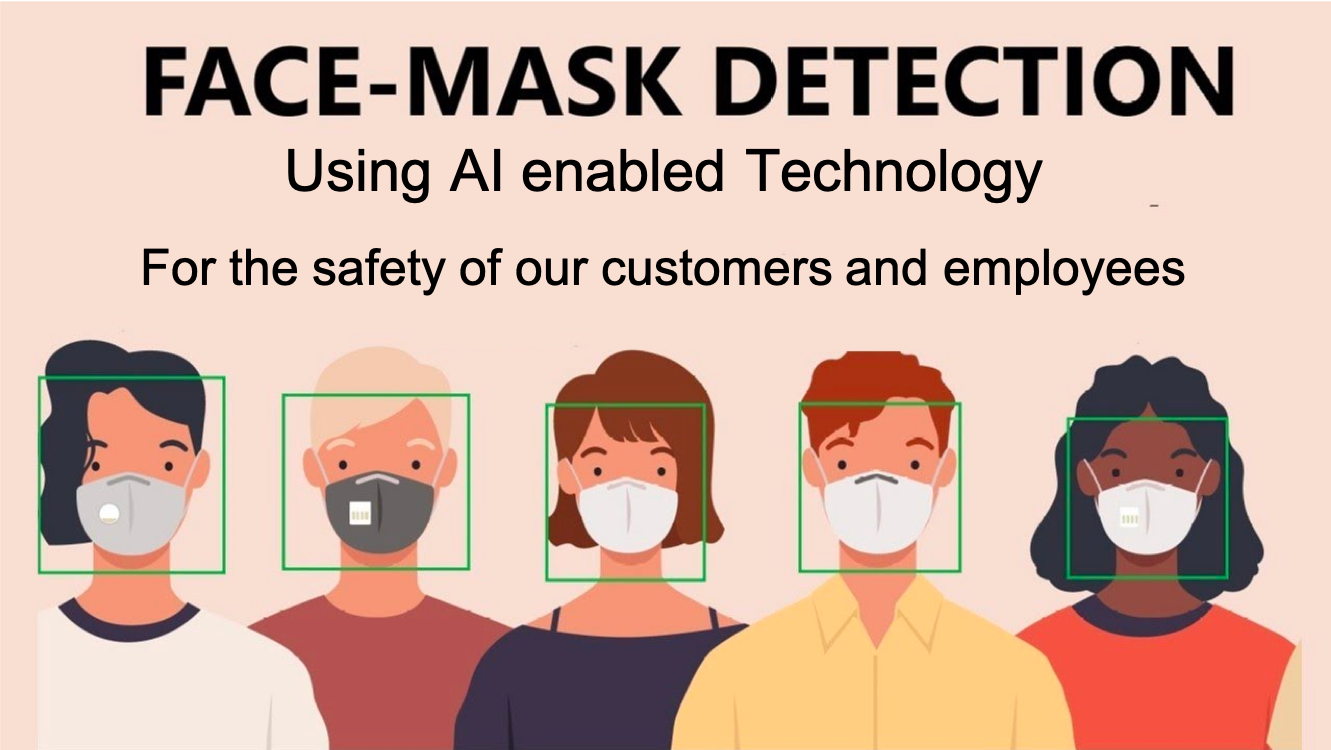 FACE-MASK DETECTION
Using AI enabled Technology
For the safety of our customers and employees